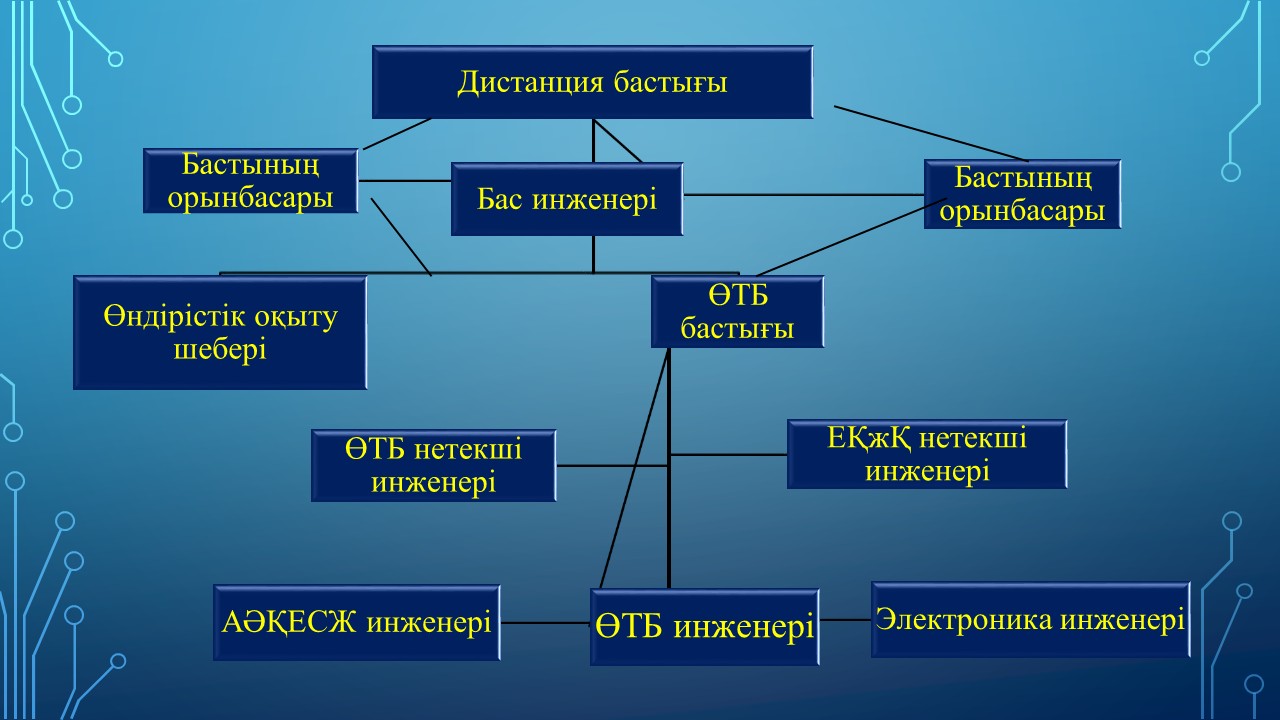 Дистанция бастығы
Бастының
орынбасары
Бас инженері
Бастының
орынбасары
Өндірістік оқыту
шебері
ӨТБ
бастығы
ӨТБ нетекші
инженері
ЕҚжҚ нетекші
инженері
АӘҚЕСЖ инженері
ӨТБ инженері
Электроника инженері